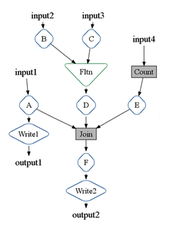 input2 input3
B C input4
input1 Fltn Count
A D E
Write1 Join
output1 F
Write2
output2